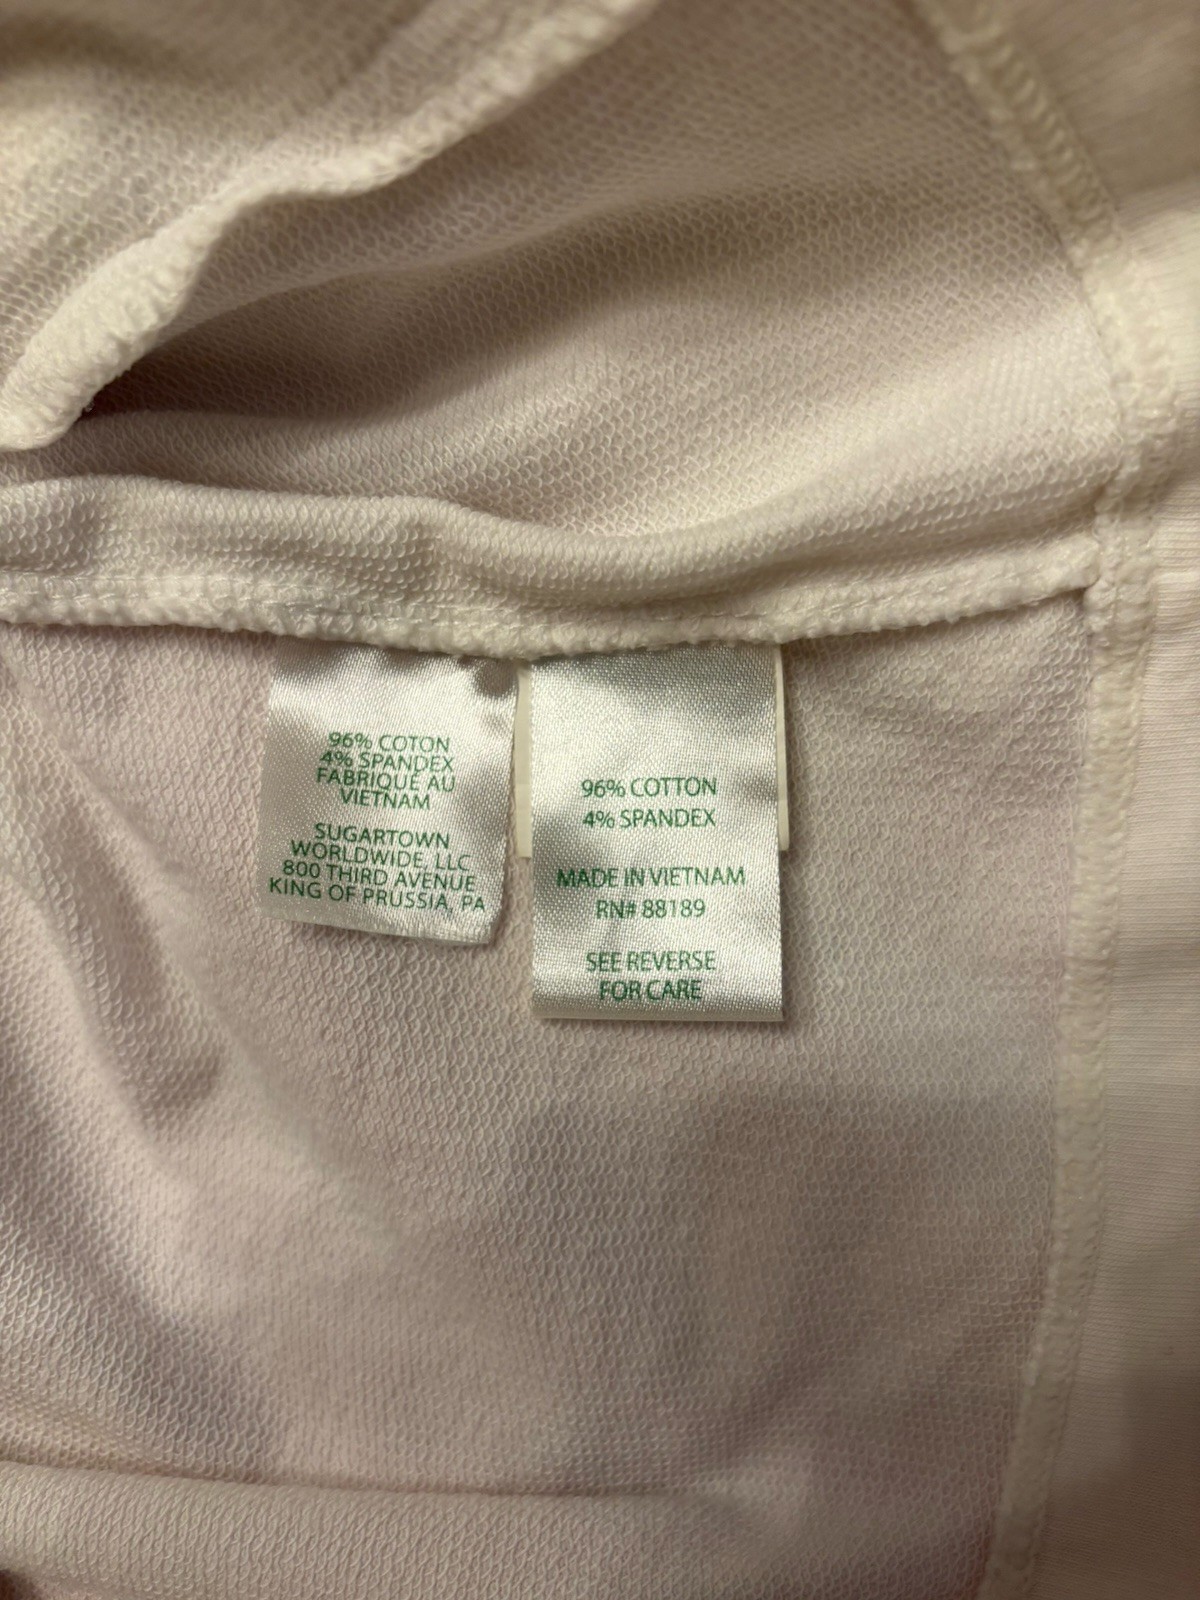 96% COTON
4% SPANDEX
FABRIQUÉ AU
VIETNAM
SUGARTOWN
WORLDWIDE, LLC
800 THIRD AVENUE
KING OF PRUSSIA, PA
96% COTTON
4% SPANDEX
MADE IN VIETNAM
RN# 88189
SEE REVERSE
FOR CARE